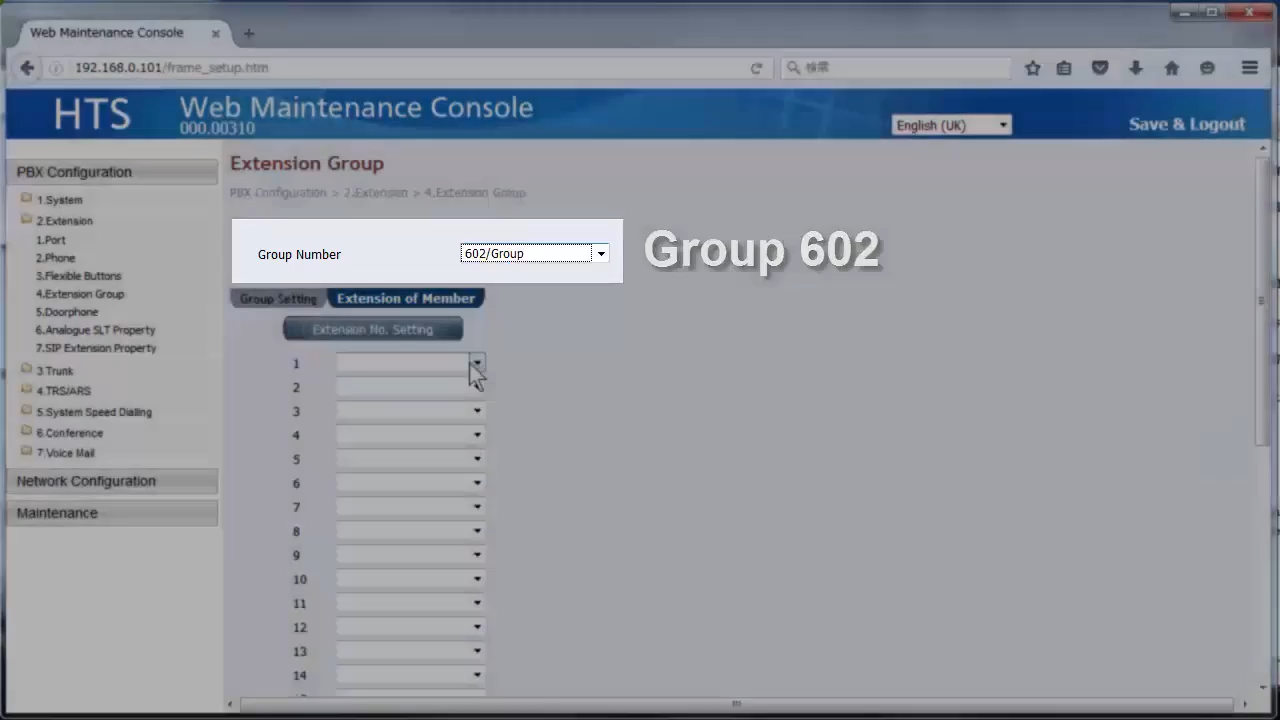 Web Maintenance Console
192.168.0.101/frame_setup.htm
検索
HTS
Web Maintenance Console
000.00310
English (UK)
Save & Logout
PBX Configuration
1.System
2.Extension
1.Port
2.Phone
3.Flexible Buttons
4.Extension Group
5.Doorphone
6.Analogue SLT Property
7.SIP Extension Property
3.Trunk
4.TRS/ARS
5.System Speed Dialling
6.Conference
7.Voice Mail
Network Configuration
Maintenance
Extension Group
PBX Configuration > 2.Extension > 4.Extension Group
Group Number
602/Group
Group 602
Group Setting
Extension of Member
Extension No. Setting
1
2
3
4
5
6
7
8
9
10
11
12
13
14